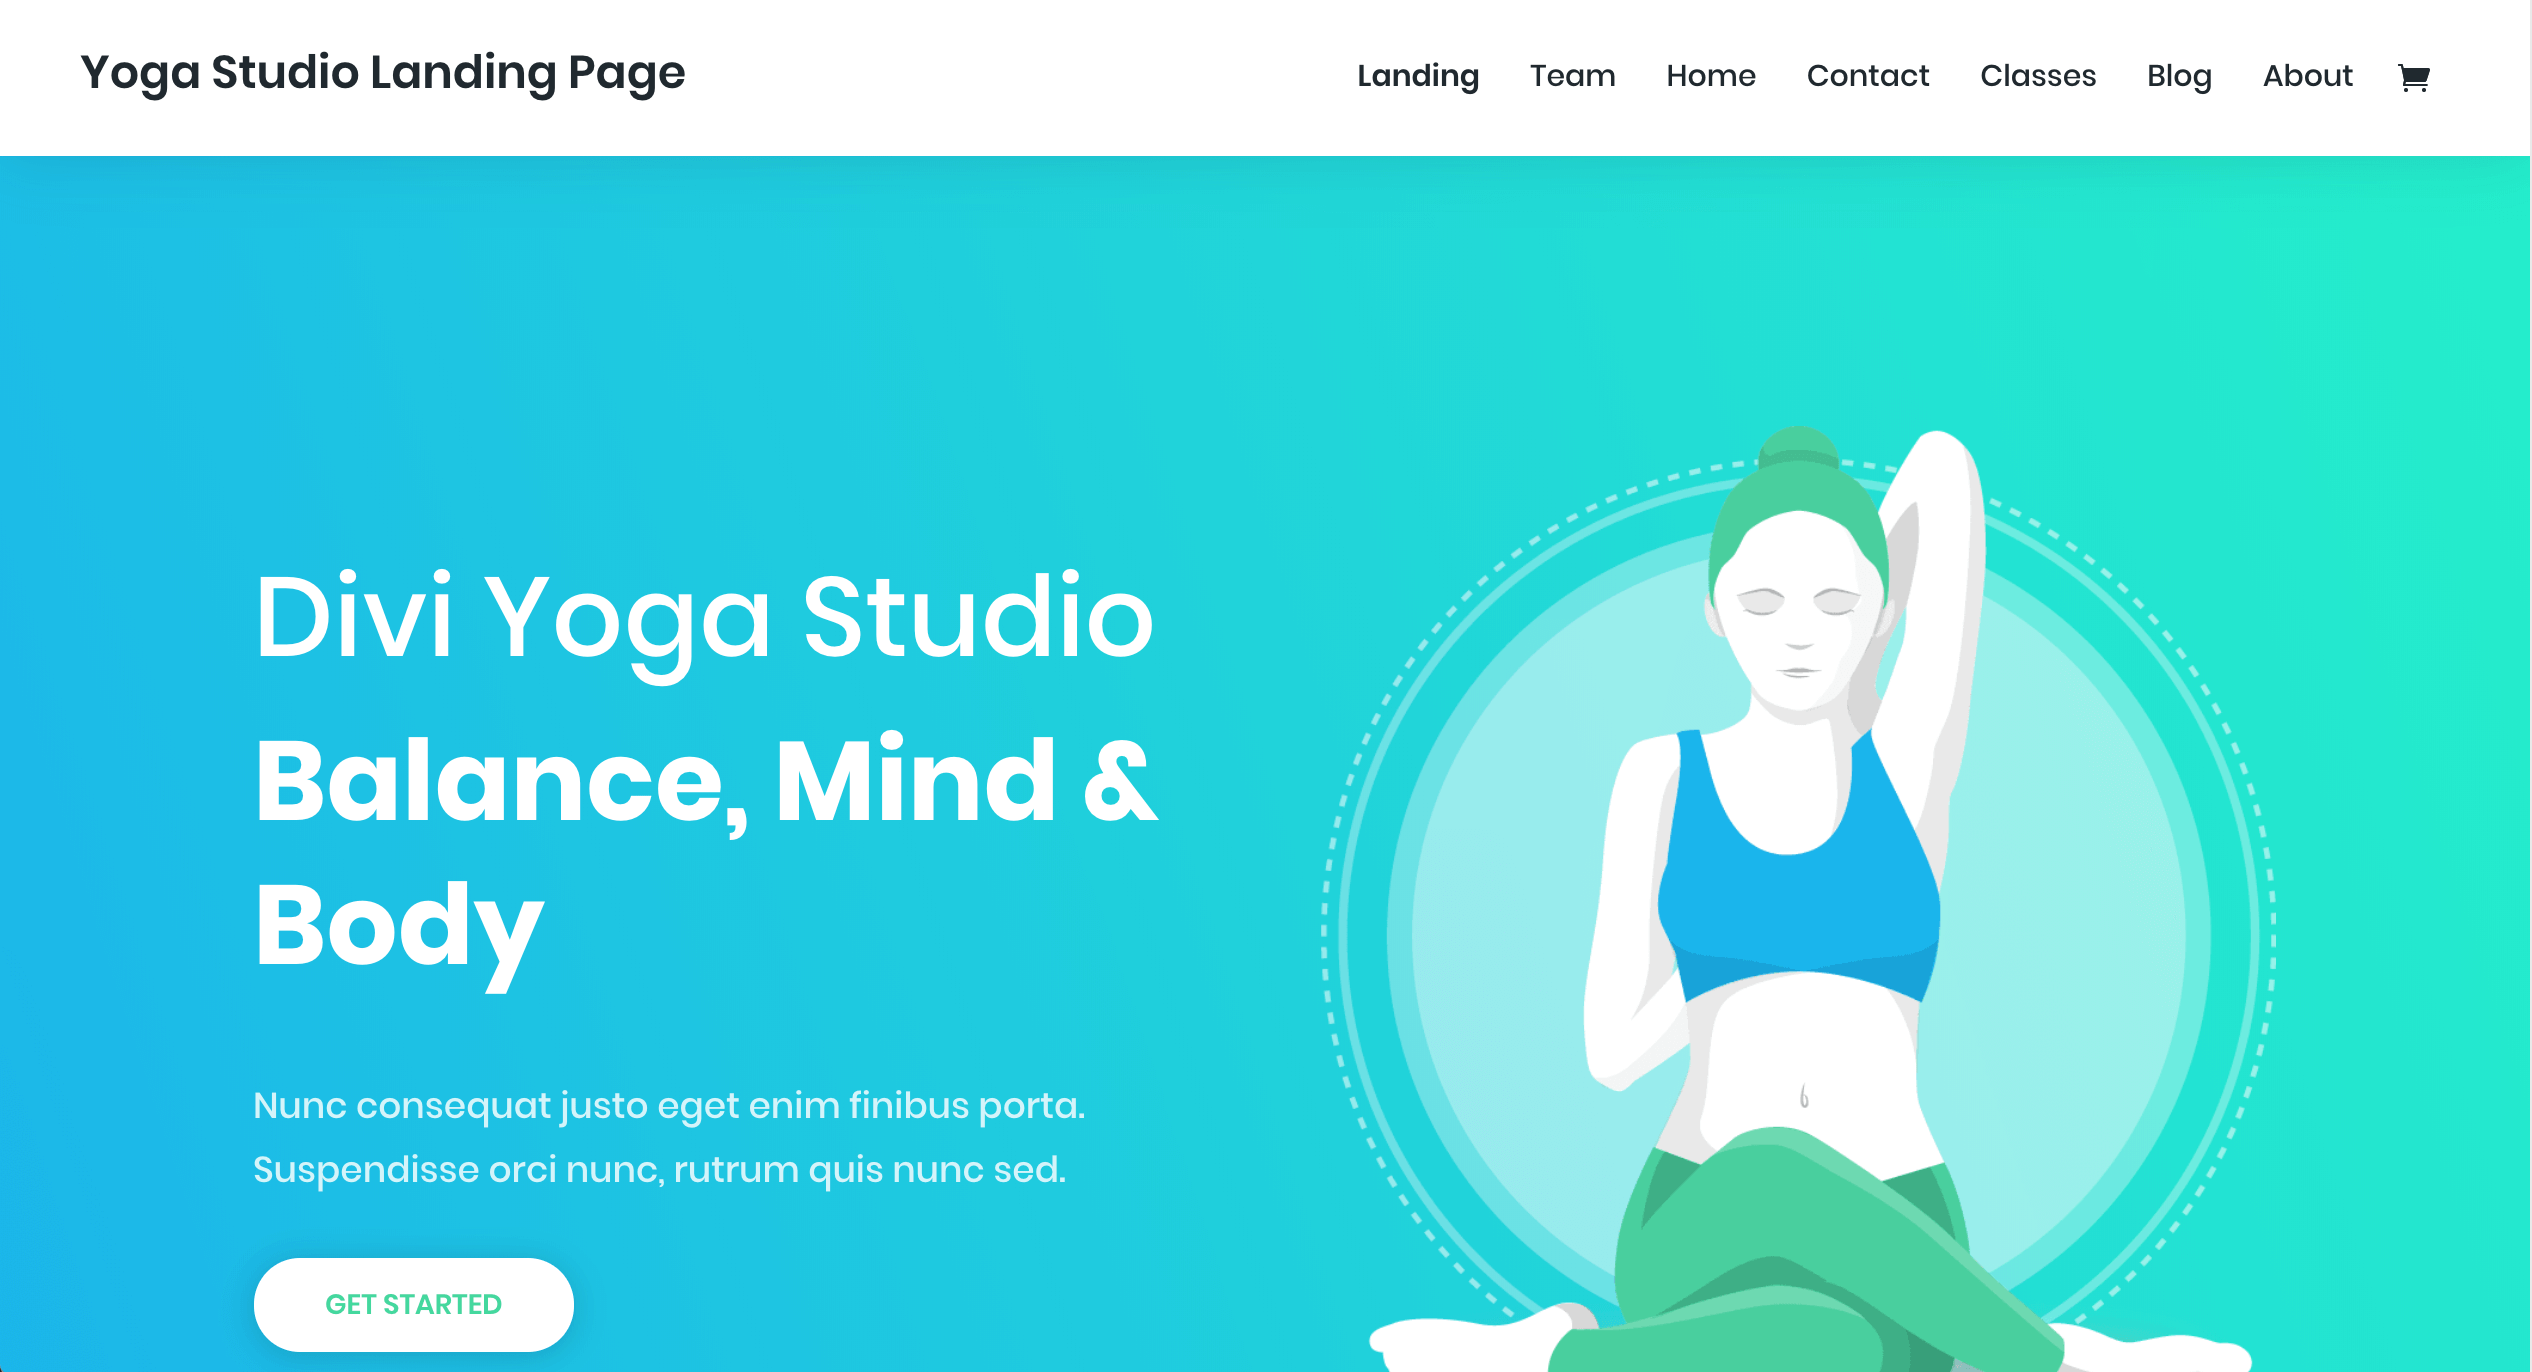 Yoga Studio Landing Page
Landing Team Home Contact Classes Blog About
Divi Yoga Studio
Balance, Mind &
Body
Nunc consequat justo eget enim finibus porta.
Suspendisse orci nunc, rutrum quis nunc sed.
GET STARTED